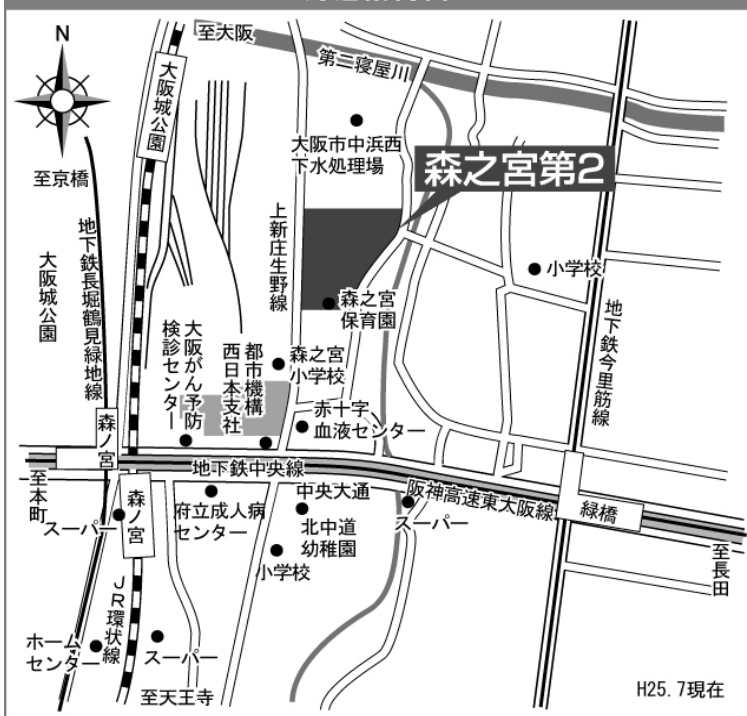 N
至大阪
第二寝屋川
大阪城公園
大阪市中浜西
下水処理場
至京橋
森之宮第2
地下鉄長堀鶴見緑地線
大阪城公園
上新庄生野線
小学校
森之宮
保育園
地下鉄今里筋線
大阪がん予防
検診センター
都市機構
西日本支社
森之宮
小学校
赤十字
血液センター
森ノ宮
地下鉄中央線
至本町
森ノ宮
スーパー
府立成人病
センター
中央大通
北中道
幼稚園
阪神高速東大阪線
スーパー
緑橋
小学校
至長田
JR環状線
ホーム
センター
スーパー
至天王寺
H25.7現在